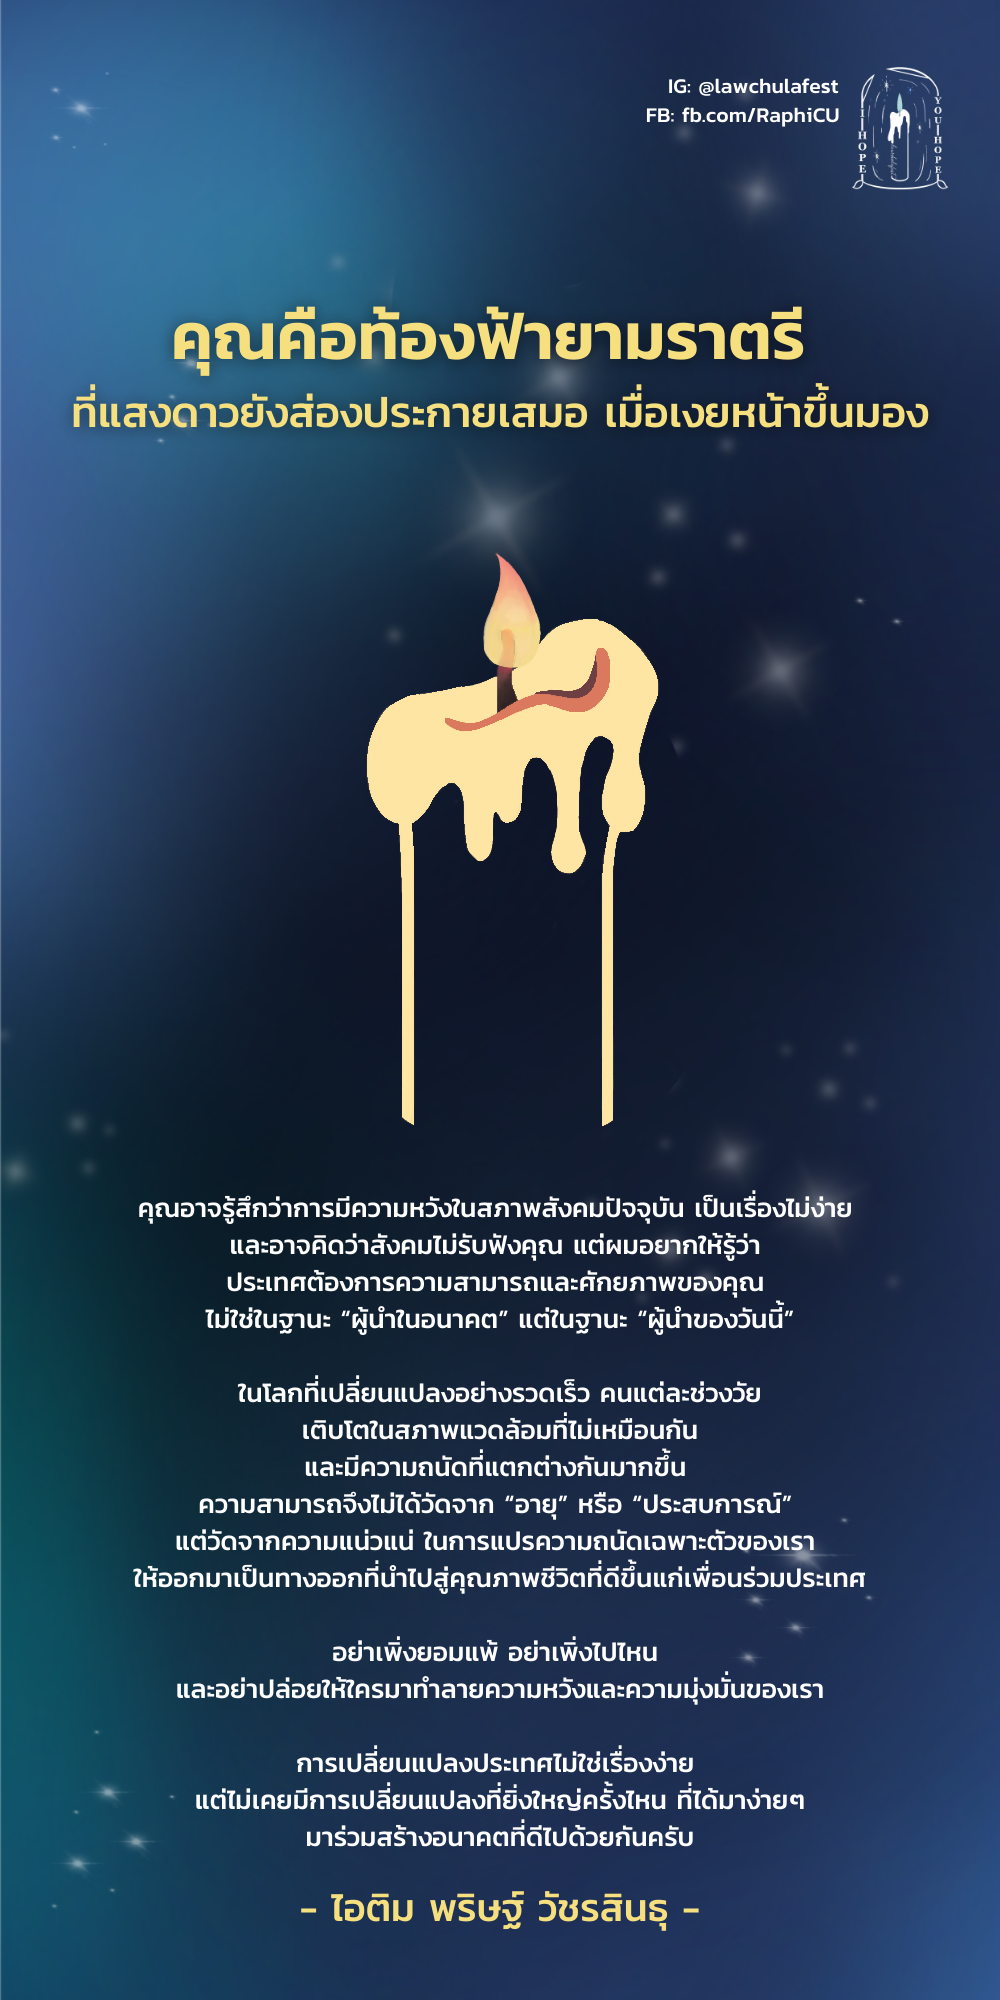 IG: @lawchulafest
FB: fb.com/RaphiCU
I HOPE
YOU HOPE
คุณคือท้องฟ้ายามราตรี
ที่แสงดาวยังส่องประกายเสมอ เมื่อเงยหน้าขึ้นมอง
คุณอาจรู้สึกว่าการมีความหวังในสภาพสังคมปัจจุบัน เป็นเรื่องไม่ง่าย
และอาจคิดว่าสังคมไม่รับฟังคุณ แต่ผมอยากให้รู้ว่า
ประเทศต้องการความสามารถและศักยภาพของคุณ
ไม่ใช่ในฐานะ “ผู้นำในอนาคต” แต่ในฐานะ “ผู้นำของวันนี้”
ในโลกที่เปลี่ยนแปลงอย่างรวดเร็ว คนแต่ละช่วงวัย
เติบโตในสภาพแวดล้อมที่ไม่เหมือนกัน
และมีความถนัดที่แตกต่างกันมากขึ้น
ความสามารถจึงไม่ได้วัดจาก “อายุ” หรือ “ประสบการณ์”
แต่วัดจากความแน่วแน่ ในการแปรความถนัดเฉพาะตัวของเรา
ให้ออกมาเป็นทางออกที่นำไปสู่คุณภาพชีวิตที่ดีขึ้นแก่เพื่อนร่วมประเทศ
อย่าเพิ่งยอมแพ้ อย่าเพิ่งไปไหน
และอย่าปล่อยให้ใครมาทำลายความหวังและความมุ่งมั่นของเรา
การเปลี่ยนแปลงประเทศไม่ใช่เรื่องง่าย
แต่ไม่เคยมีการเปลี่ยนแปลงที่ยิ่งใหญ่ครั้งไหน ที่ได้มาง่ายๆ
มาร่วมสร้างอนาคตที่ดีไปด้วยกันครับ
- ไอติม พริษฐ์ วัชรสินธุ -